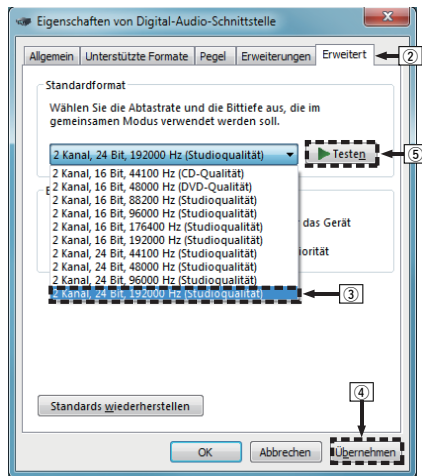 Eigenschaften von Digital-Audio-Schnittstelle
Allgemein Unterstützte Formate Pegel Erweiterungen Erweitert ②
Standardformat
Wählen Sie die Abtastrate und die Bittiefe aus, die im
gemeinsamen Modus verwendet werden soll.
2 Kanal, 24 Bit, 192000 Hz (Studioqualität) Testen ⑤
2 Kanal, 16 Bit, 44100 Hz (CD-Qualität)
2 Kanal, 16 Bit, 48000 Hz (DVD-Qualität)
2 Kanal, 16 Bit, 88200 Hz (Studioqualität)
2 Kanal, 16 Bit, 96000 Hz (Studioqualität)
2 Kanal, 16 Bit, 176400 Hz (Studioqualität)
2 Kanal, 16 Bit, 192000 Hz (Studioqualität) das Gerät
2 Kanal, 24 Bit, 44100 Hz (Studioqualität)
2 Kanal, 24 Bit, 48000 Hz (Studioqualität)
2 Kanal, 24 Bit, 96000 Hz (Studioqualität)
2 Kanal, 24 Bit, 192000 Hz (Studioqualität) ③
④
Standards wiederherstellen
OK Abbrechen Übernehmen